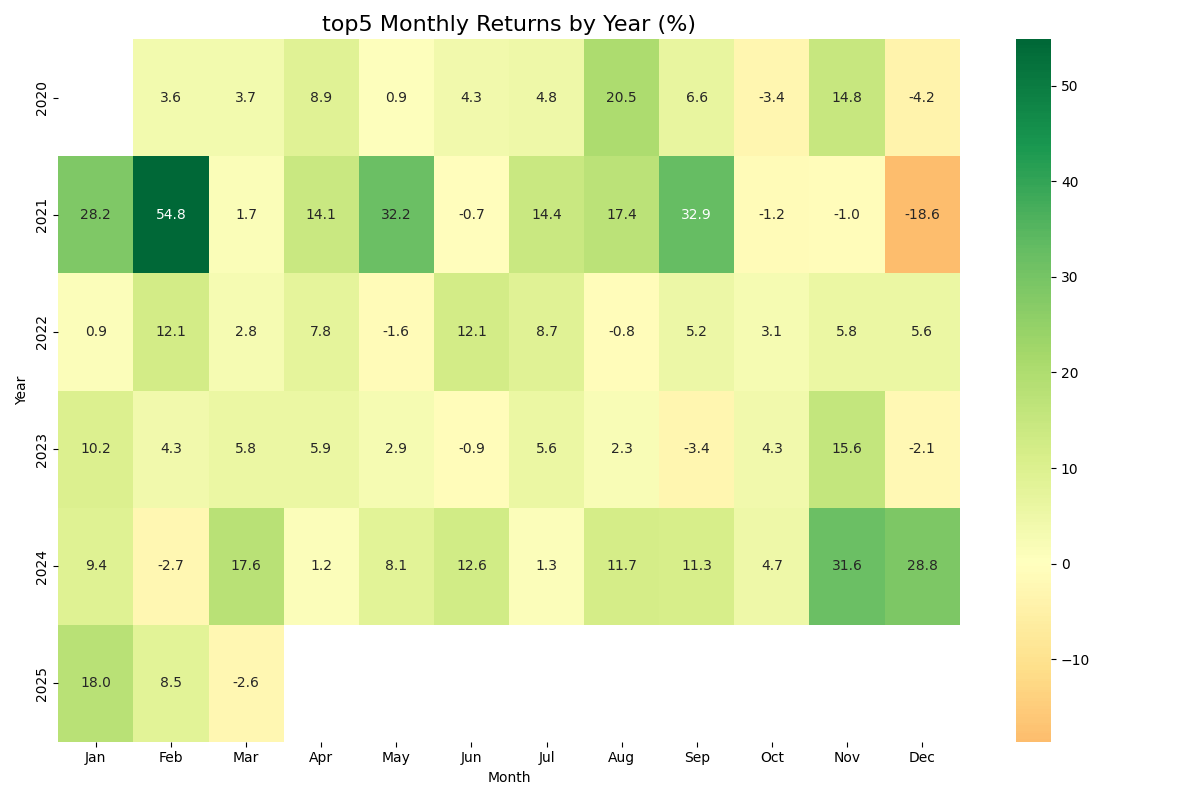 top5 Monthly Returns by Year (%)
2020 3.6 3.7 8.9 0.9 4.3 4.8 20.5 6.6 -3.4 14.8 -4.2
2021 28.2 54.8 1.7 14.1 32.2 -0.7 14.4 17.4 32.9 -1.2 -1.0 -18.6
2022 0.9 12.1 2.8 7.8 -1.6 12.1 8.7 -0.8 5.2 3.1 5.8 5.6
2023 10.2 4.3 5.8 5.9 2.9 -0.9 5.6 2.3 -3.4 4.3 15.6 -2.1
2024 9.4 -2.7 17.6 1.2 8.1 12.6 1.3 11.7 11.3 4.7 31.6 28.8
2025 18.0 8.5 -2.6
Jan Feb Mar Apr May Jun Jul Aug Sep Oct Nov Dec
Month
Year
50
40
30
20
10
0
−10